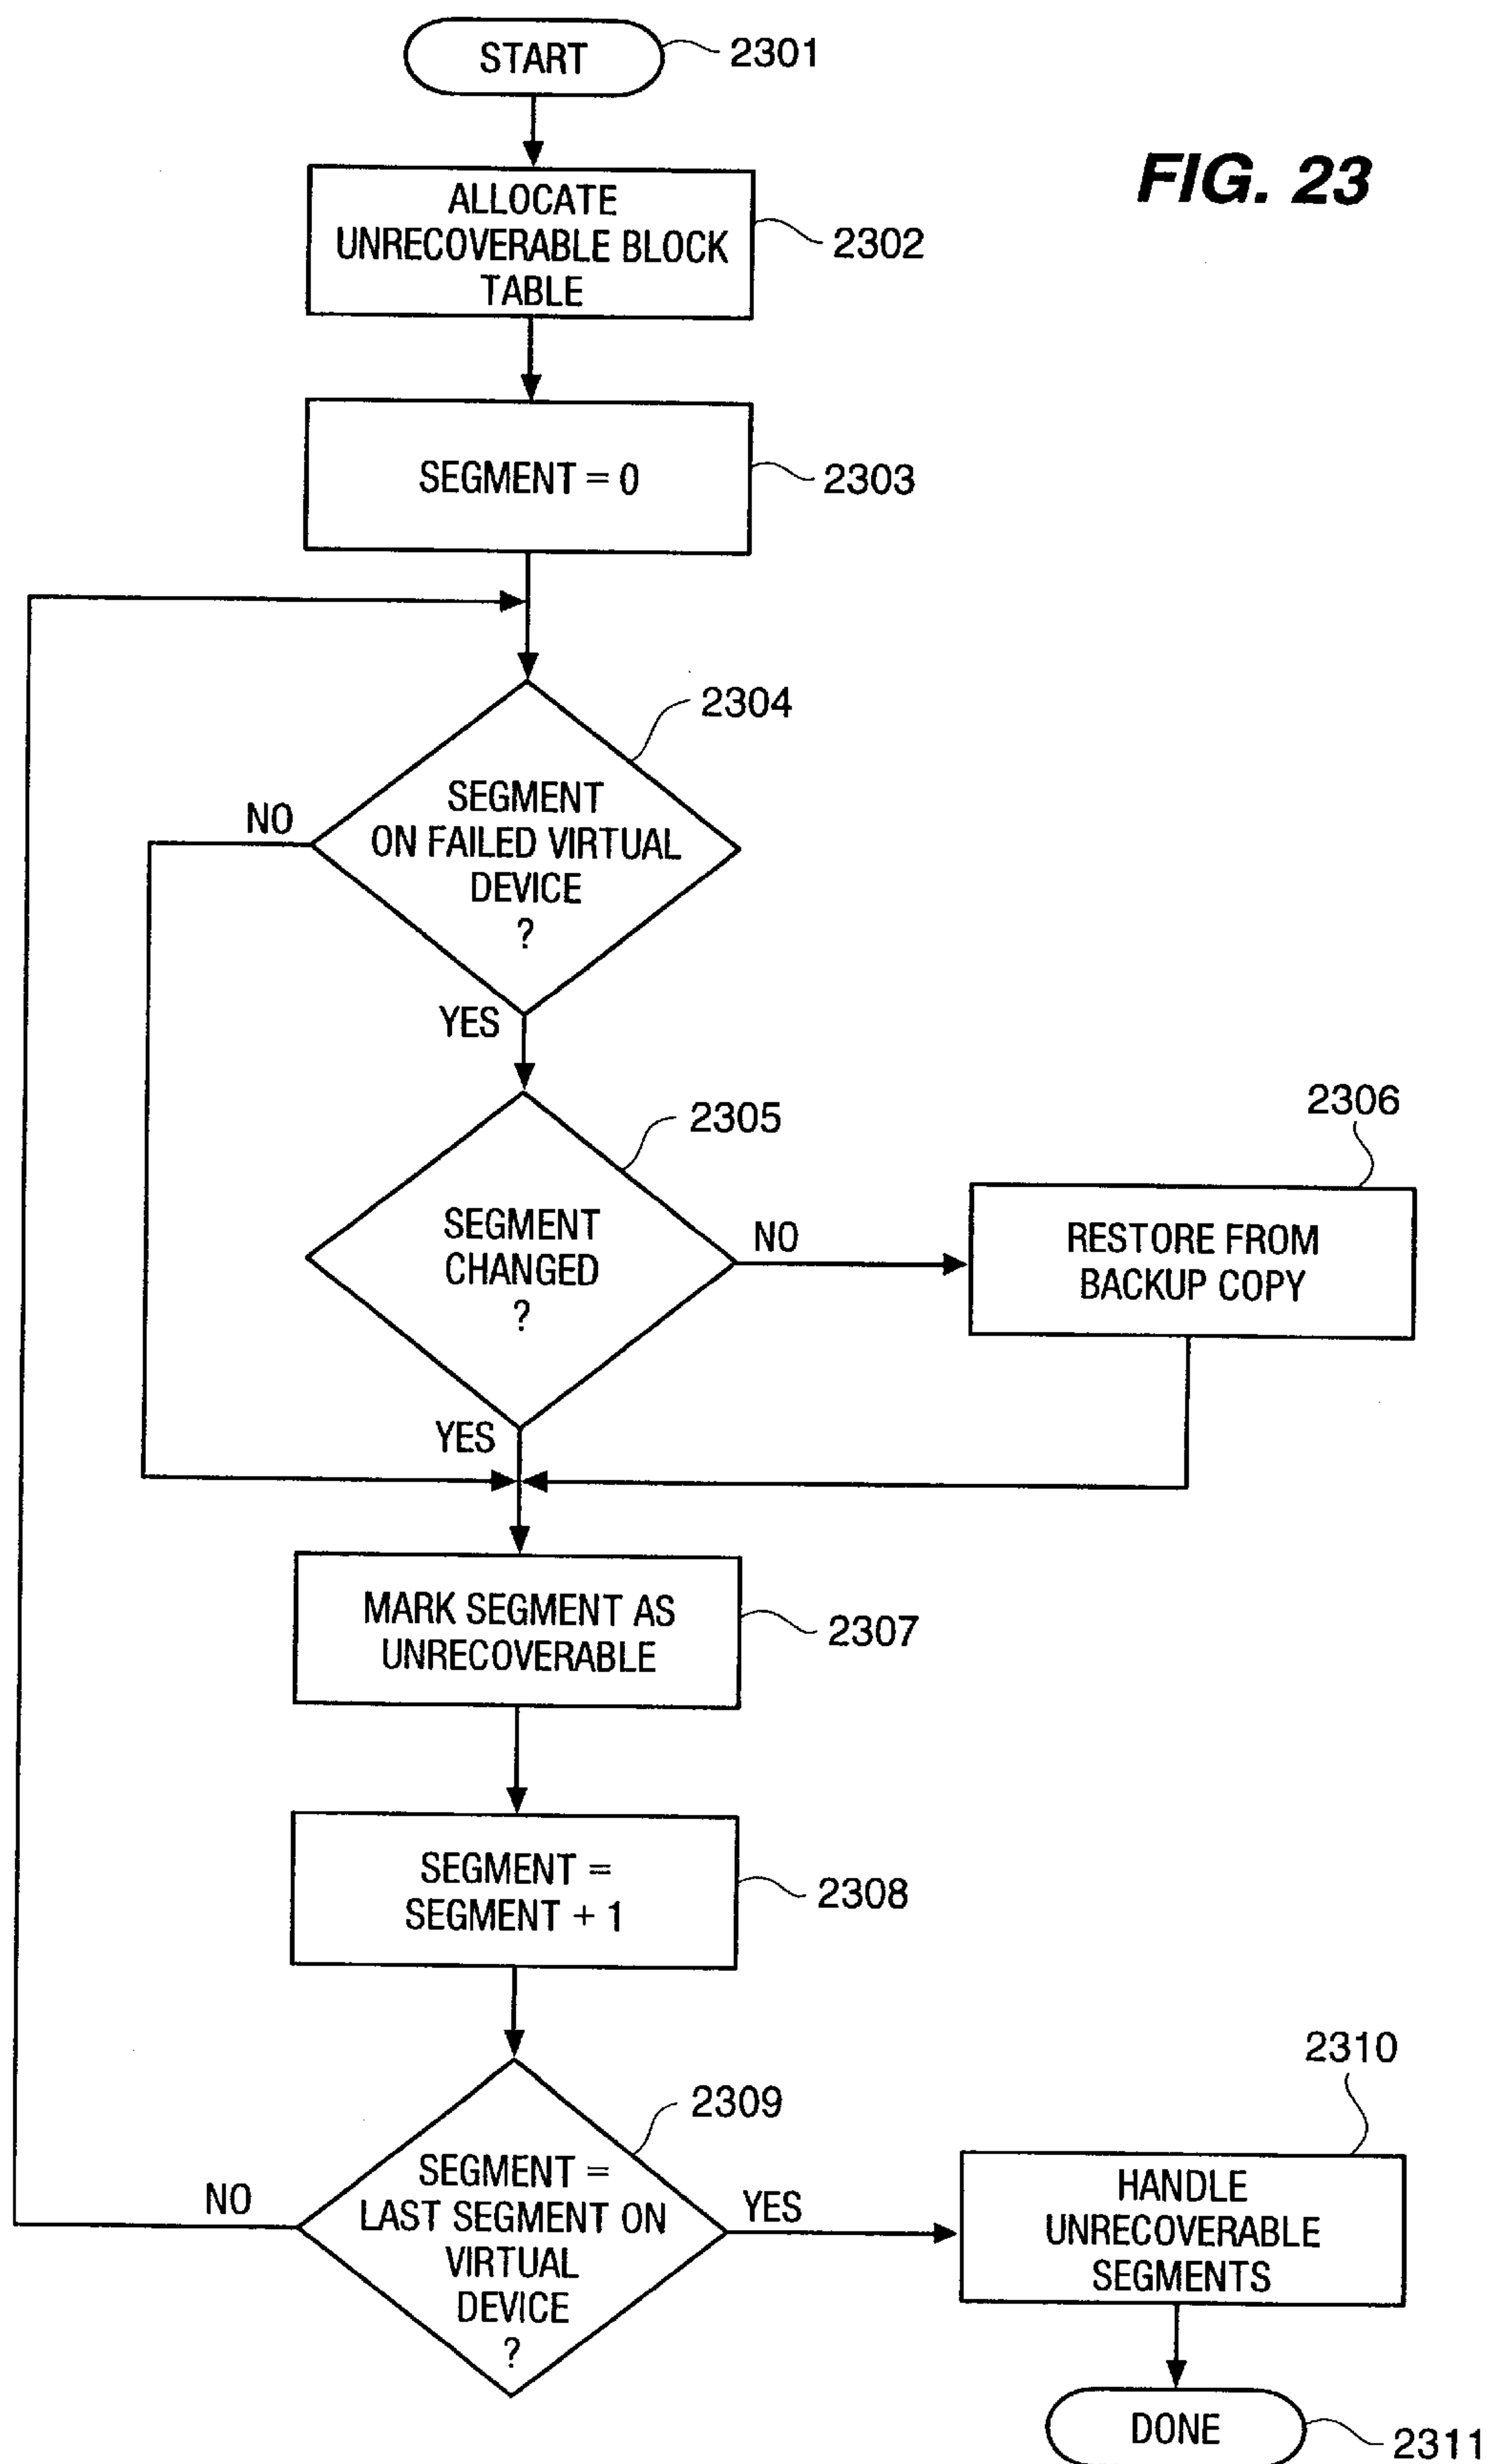 START
2301
FIG. 23
ALLOCATE
UNRECOVERABLE BLOCK
TABLE
2302
SEGMENT = 0
2303
2304
SEGMENT
ON FAILED VIRTUAL
DEVICE
?
NO
YES
2305
SEGMENT
CHANGED
?
NO
2306
RESTORE FROM
BACKUP COPY
YES
MARK SEGMENT AS
UNRECOVERABLE
2307
SEGMENT =
SEGMENT + 1
2308
2309
SEGMENT =
LAST SEGMENT ON
VIRTUAL
DEVICE
?
NO
YES
2310
HANDLE
UNRECOVERABLE
SEGMENTS
DONE
2311